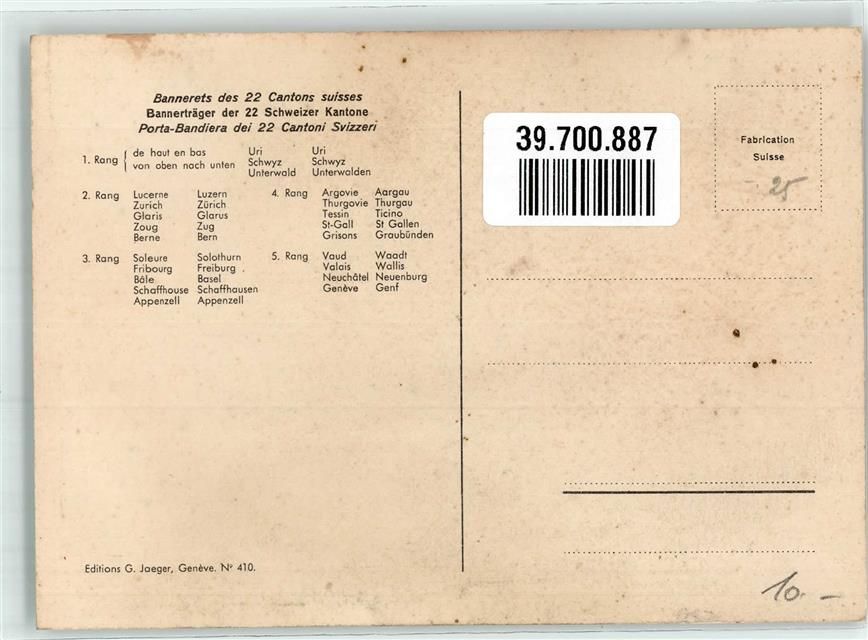 Bannerets des 22 Cantons suisses
Bannerträger der 22 Schweizer Kantone
Porta-Bandiera dei 22 Cantoni Svizzeri
1. Rang { de haut en bas Uri Uri
von oben nach unten Schwyz Schwyz
Unterwald Unterwalden
2. Rang Lucerne Luzern
Zurich Zürich
Glaris Glarus
Zoug Zug
Berne Bern
4. Rang Argovie Aargau
Thurgovie Thurgau
Tessin Ticino
St-Gall St Gallen
Grisons Graubünden
3. Rang Soleure Solothurn
Fribourg Freiburg
Bâle Basel
Schaffhouse Schaffhausen
Appenzell Appenzell
5. Rang Vaud Waadt
Valais Wallis
Neuchâtel Neuenburg
Genève Genf
Editions G. Jaeger, Genève. N° 410.
39.700.887
Fabrication
Suisse
25
10.-